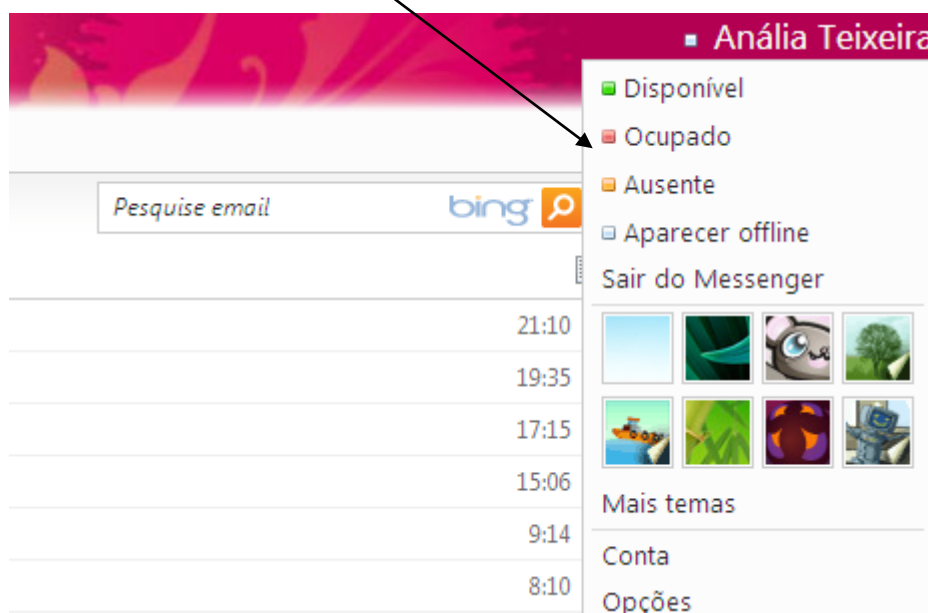 Anália Teixeira
Disponível
Ocupado
Ausente
Aparecer offline
Sair do Messenger
Pesquise email bing
21:10
19:35
17:15
15:06
9:14
8:10
Mais temas
Conta
Opções